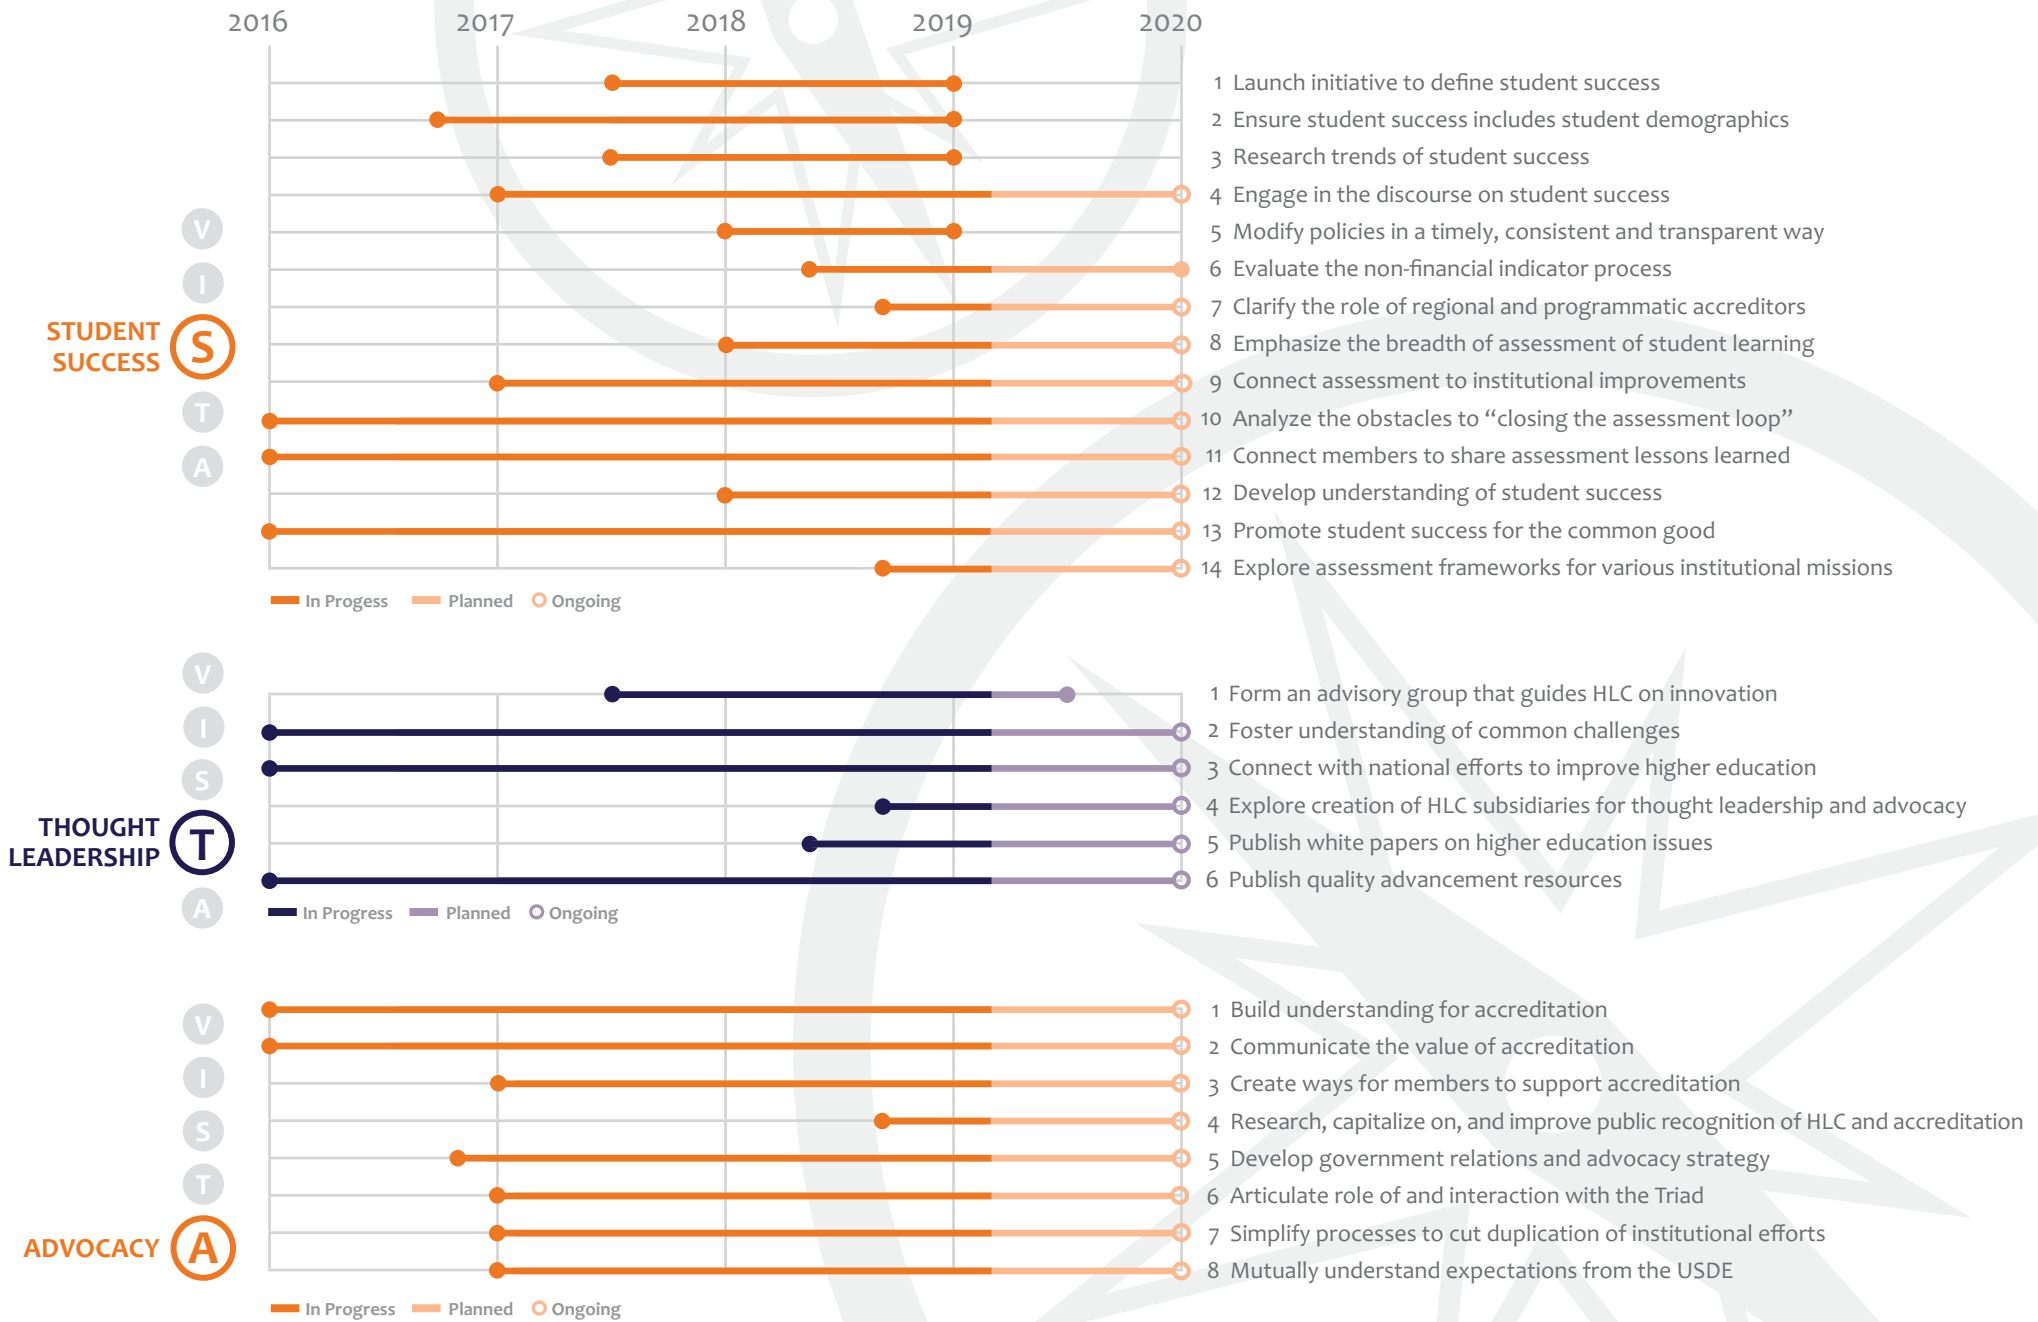 2016 2017 2018 2019 2020
1 Launch initiative to define student success
2 Ensure student success includes student demographics
3 Research trends of student success
4 Engage in the discourse on student success
5 Modify policies in a timely, consistent and transparent way
6 Evaluate the non-financial indicator process
7 Clarify the role of regional and programmatic accreditors
8 Emphasize the breadth of assessment of student learning
9 Connect assessment to institutional improvements
10 Analyze the obstacles to “closing the assessment loop”
11 Connect members to share assessment lessons learned
12 Develop understanding of student success
13 Promote student success for the common good
14 Explore assessment frameworks for various institutional missions
V
I
STUDENT
SUCCESS
S
T
A
In Progess Planned Ongoing
1 Form an advisory group that guides HLC on innovation
2 Foster understanding of common challenges
3 Connect with national efforts to improve higher education
4 Explore creation of HLC subsidiaries for thought leadership and advocacy
5 Publish white papers on higher education issues
6 Publish quality advancement resources
V
I
S
THOUGHT
LEADERSHIP
T
A
In Progress Planned Ongoing
1 Build understanding for accreditation
2 Communicate the value of accreditation
3 Create ways for members to support accreditation
4 Research, capitalize on, and improve public recognition of HLC and accreditation
5 Develop government relations and advocacy strategy
6 Articulate role of and interaction with the Triad
7 Simplify processes to cut duplication of institutional efforts
8 Mutually understand expectations from the USDE
V
I
S
T
ADVOCACY A
In Progress Planned Ongoing